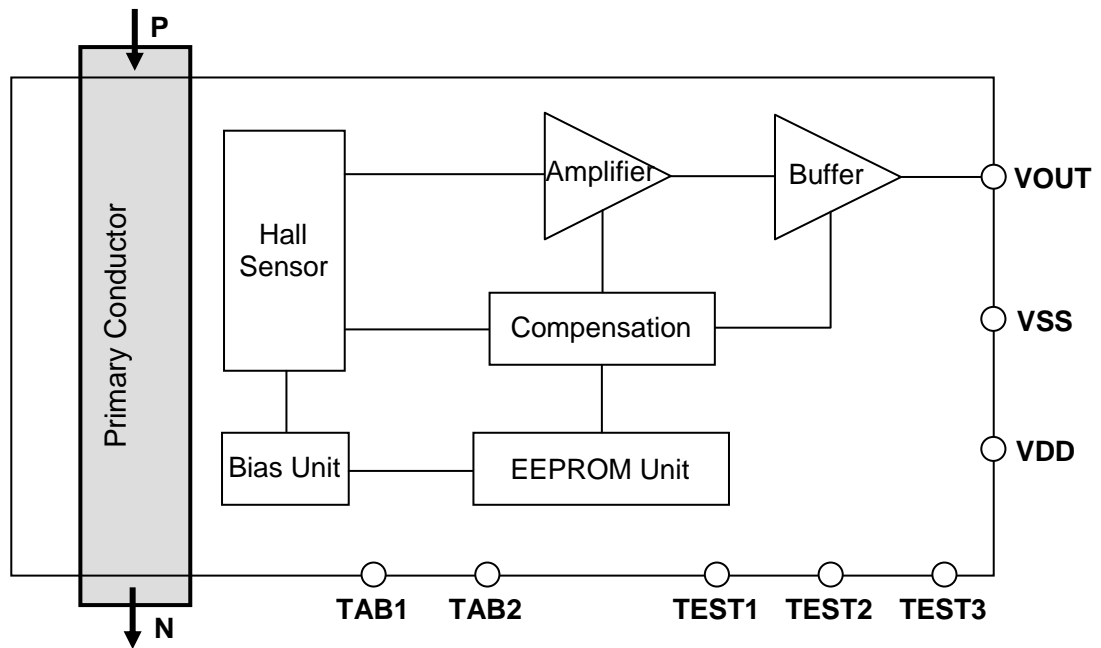 P
Amplifier
Buffer
VOUT
Hall
Sensor
Primary Conductor
Compensation
VSS
VDD
Bias Unit
EEPROM Unit
TAB1
TAB2
TEST1
TEST2
TEST3
N